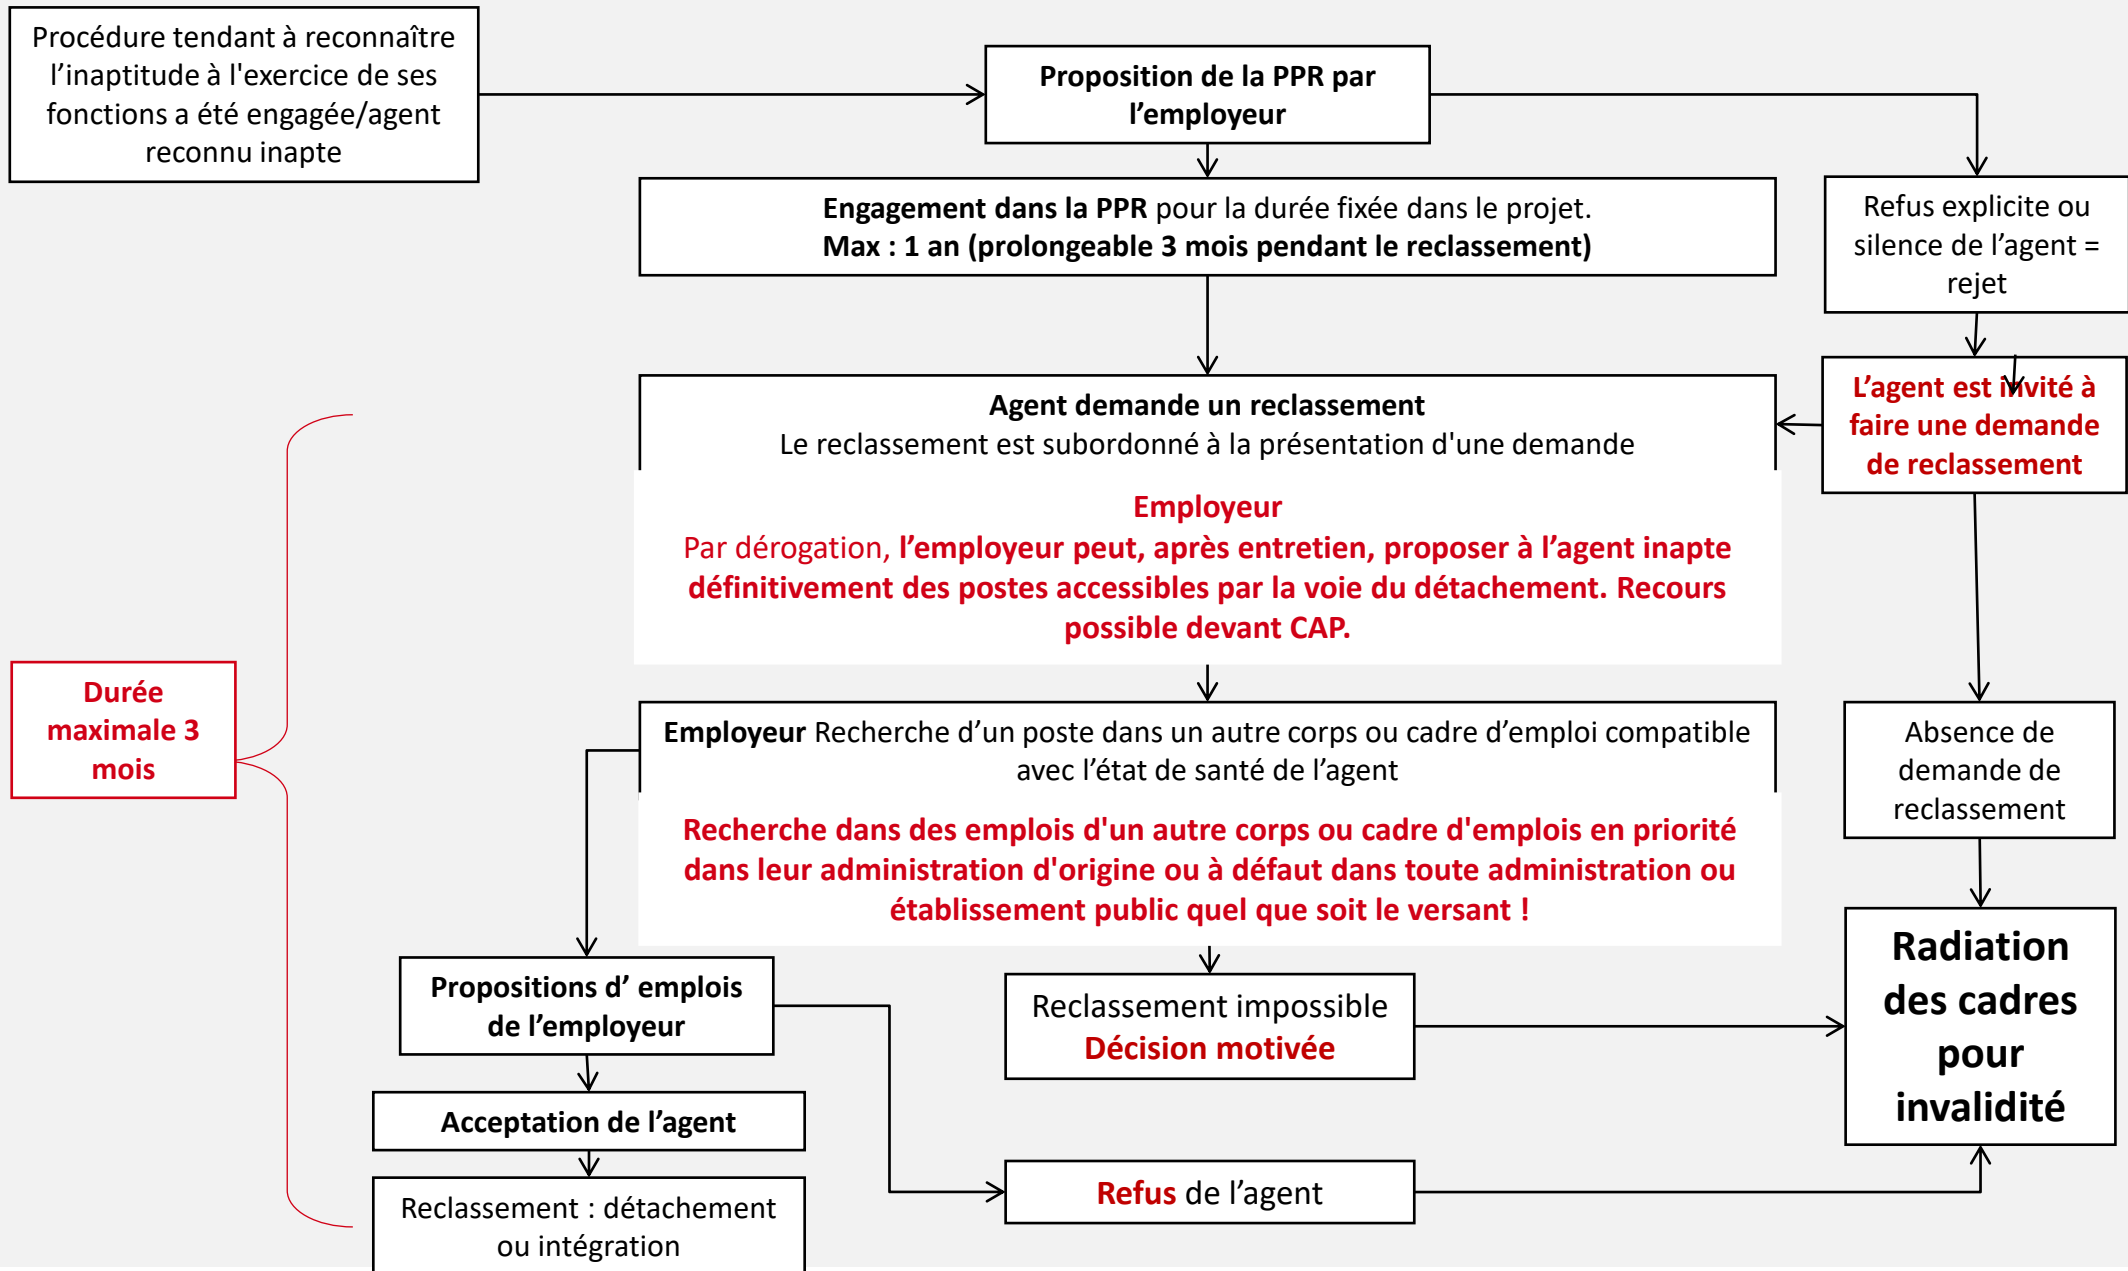 Procédure tendant à reconnaître
l’inaptitude à l'exercice de ses
fonctions a été engagée/agent
reconnu inapte
Proposition de la PPR par
l’employeur
Engagement dans la PPR pour la durée fixée dans le projet.
Max : 1 an (prolongeable 3 mois pendant le reclassement)
Refus explicite ou
silence de l’agent =
rejet
Agent demande un reclassement
Le reclassement est subordonné à la présentation d'une demande
L’agent est invité à
faire une demande
de reclassement
Employeur
Par dérogation, l’employeur peut, après entretien, proposer à l’agent inapte
définitivement des postes accessibles par la voie du détachement. Recours
possible devant CAP.
Durée
maximale 3
mois
Employeur Recherche d’un poste dans un autre corps ou cadre d’emploi compatible
avec l’état de santé de l’agent
Absence de
demande de
reclassement
Recherche dans des emplois d'un autre corps ou cadre d'emplois en priorité
dans leur administration d'origine ou à défaut dans toute administration ou
établissement public quel que soit le versant !
Propositions d’ emplois
de l’employeur
Reclassement impossible
Décision motivée
Radiation
des cadres
pour
invalidité
Acceptation de l’agent
Refus de l’agent
Reclassement : détachement
ou intégration